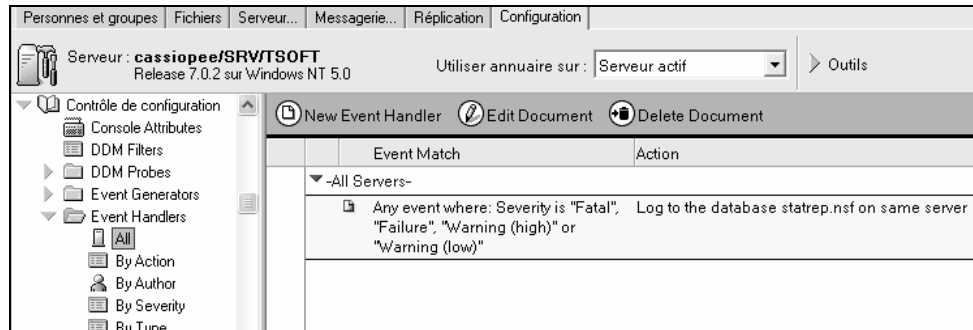 Personnes et groupes Fichiers Serveur... Messagerie... Réplication Configuration
Serveur : cassiopee/SRV/TSOFT
Release 7.0.2 sur Windows NT 5.0
Utiliser annuaire sur : Serveur actif
Outils
Contrôle de configuration
Console Attributes
DDM Filters
DDM Probes
Event Generators
Event Handlers
All
By Action
By Author
By Severity
By Type
New Event Handler Edit Document Delete Document
Event Match Action
-All Servers-
Any event where: Severity is "Fatal", Log to the database statrep.nsf on same server
"Failure", "Warning (high)" or
"Warning (low)"